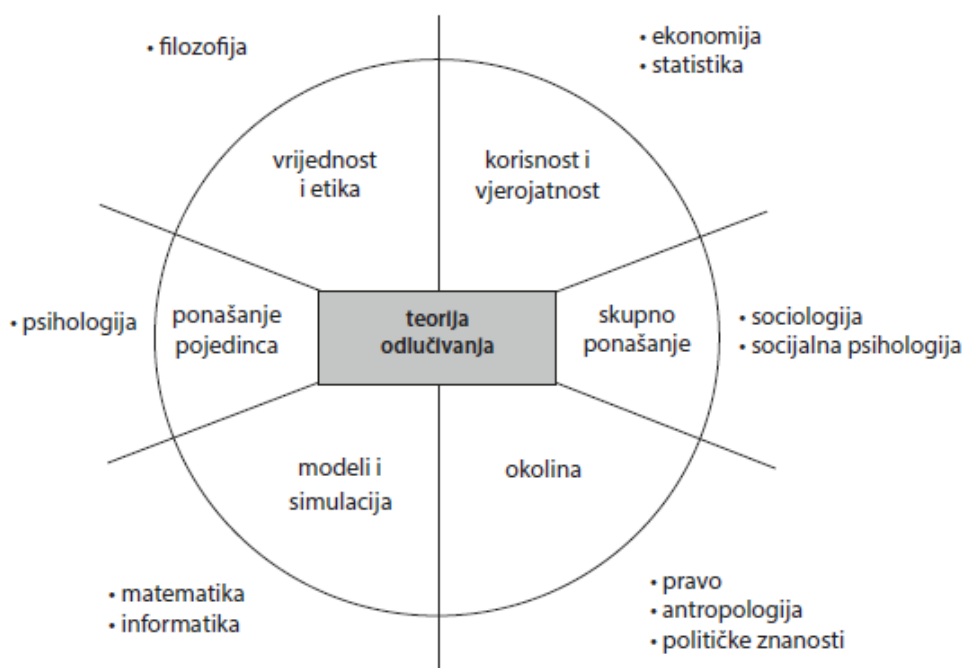 • filozofija
• ekonomija
• statistika
vrijednost
i etika
korisnost i
vjerojatnost
• psihologija
ponašanje
pojedinca
teorija
odlučivanja
skupno
ponašanje
• sociologija
• socijalna psihologija
modeli i
simulacija
okolina
• matematika
• informatika
• pravo
• antropologija
• političke znanosti